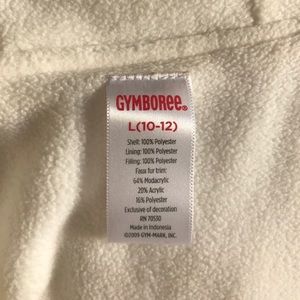 GYMBOREE®
L(10-12)
Shell: 100% Polyester
Lining: 100% Polyester
Filling: 100% Polyester
Faux fur trim:
64% Modacrylic
20% Acrylic
16% Polyester
Exclusive of decoration
RN 70530
Made in Indonesia
©2009 GYM-MARK, INC.